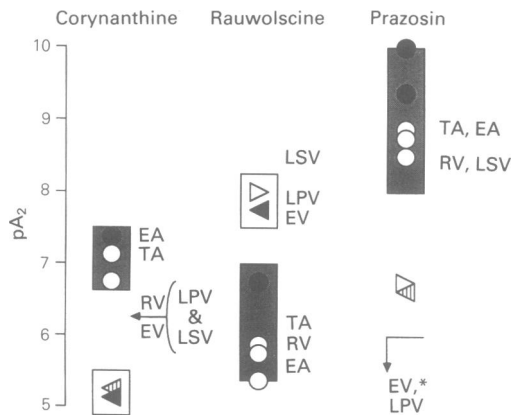 Corynanthine Rauwolscine Prazosin
10
9
8
7
6
5
pA2
EA
TA
RV
EV
LPV
&
LSV
LSV
LPV
EV
TA
RV
EA
TA, EA
RV, LSV
EV,*
LPV